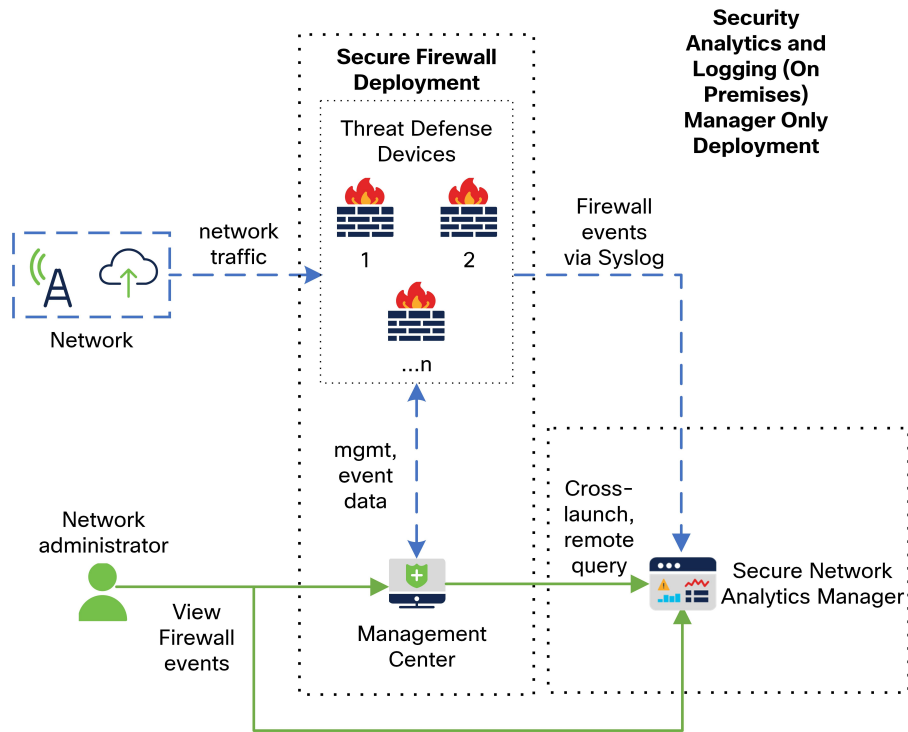 Secure Firewall
Deployment
Security
Analytics and
Logging (On
Premises)
Manager Only
Deployment
Threat Defense
Devices
1
2
...n
network
traffic
Network
Firewall
events
via Syslog
mgmt,
event
data
Cross-
launch,
remote
query
Network
administrator
View
Firewall
events
Management
Center
Secure Network
Analytics Manager